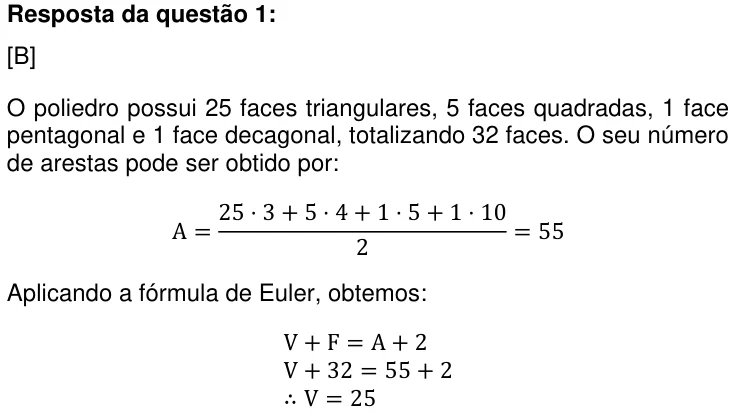 Resposta da questão 1:
[B]
O poliedro possui 25 faces triangulares, 5 faces quadradas, 1 face
pentagonal e 1 face decagonal, totalizando 32 faces. O seu número
de arestas pode ser obtido por:
A = (25 · 3 + 5 · 4 + 1 · 5 + 1 · 10) / 2 = 55
Aplicando a fórmula de Euler, obtemos:
V + F = A + 2
V + 32 = 55 + 2
∴ V = 25